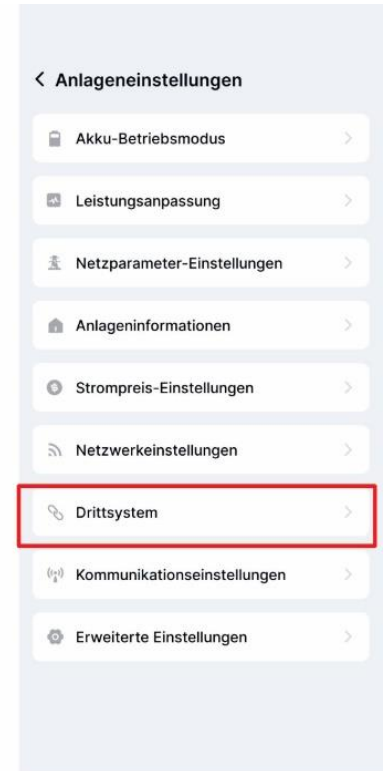 Anlageneinstellungen
Akku-Betriebsmodus
Leistungsanpassung
Netzparameter-Einstellungen
Anlageninformationen
Strompreis-Einstellungen
Netzwerkeinstellungen
Drittsystem
Kommunikationseinstellungen
Erweiterte Einstellungen